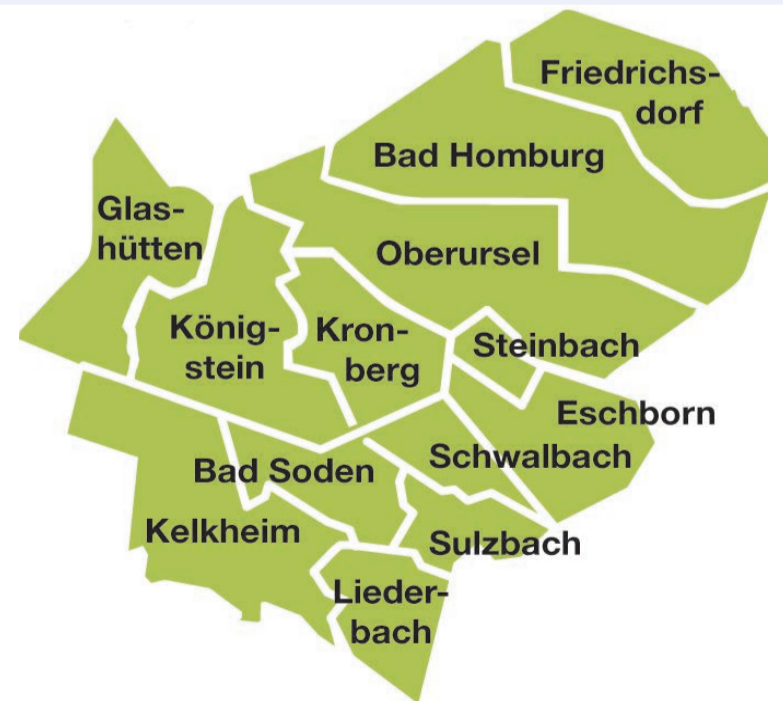 Friedrichs-
dorf
Bad Homburg
Glas-
hütten
Oberursel
König-
stein
Kron-
berg
Steinbach
Eschborn
Schwalbach
Bad Soden
Kelkheim
Sulzbach
Lieder-
bach